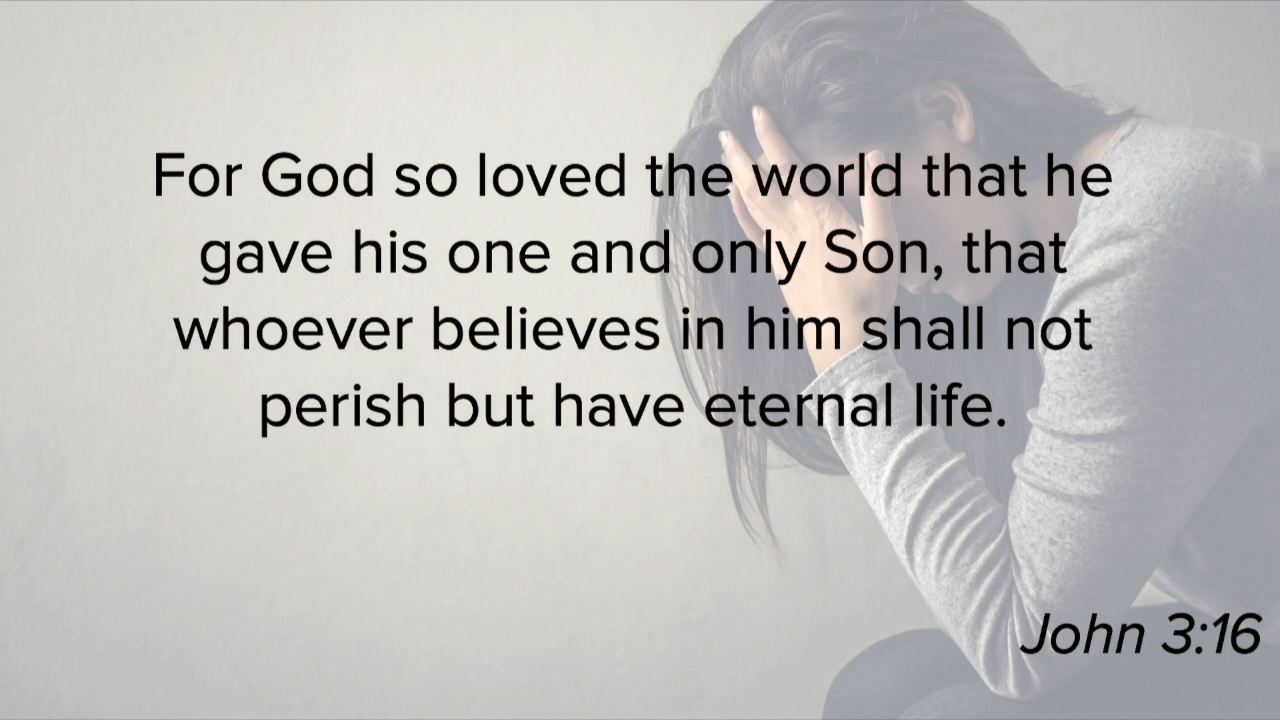 For God so loved the world that he
gave his one and only Son, that
whoever believes in him shall not
perish but have eternal life.
John 3:16